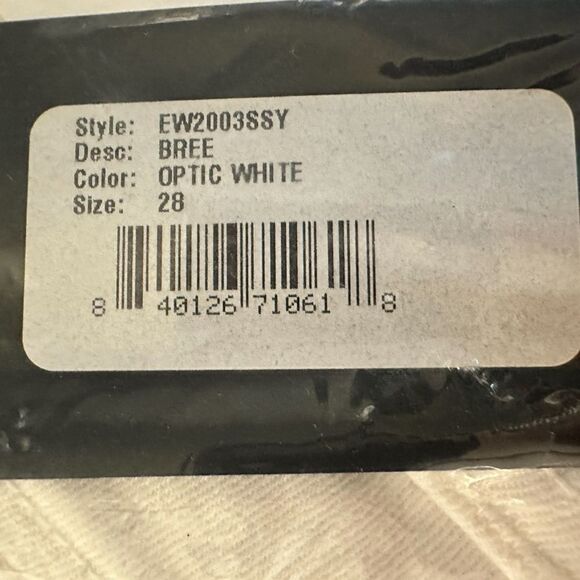 Style: EW2003SSY
Desc: BREE
Color: OPTIC WHITE
Size: 28
8 40126 71061 8